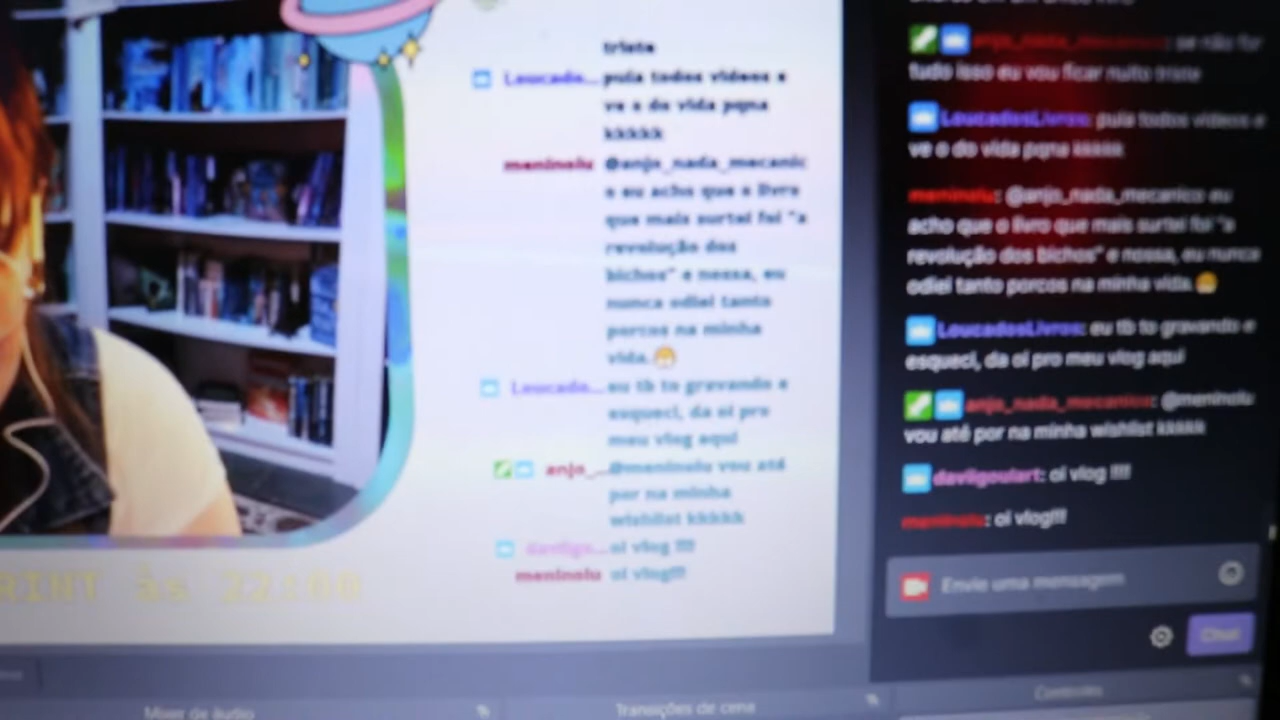 triste
Loucado... pula todos vídeos e
ve o do vida pqna
kkkkk
meninolu @anjo_nada_mecanic
o eu acho que o livro
que mais surtei foi "a
revolução dos
bichos" e nossa, eu
nunca odiei tanto
porcos na minha
vida.
Loucado... eu tb to gravando e
esqueci, da oi pro
meu vlog aqui
anjo_... @meninolu vou até
por na minha
wishlist kkkkk
daviigo... oi vlog !!!!
meninolu oi vlog!!!
RINT às 22:00
anjo_nada_mecanico: se não for
tudo isso eu vou ficar muito triste
LoucadosLivros: pula todos vídeos e
ve o do vida pqna kkkkk
meninolu: @anjo_nada_mecanico eu
acho que o livro que mais surtei foi "a
revolução dos bichos" e nossa, eu nunca
odiei tanto porcos na minha vida.
LoucadosLivros: eu tb to gravando e
esqueci, da oi pro meu vlog aqui
anjo_nada_mecanico: @meninolu
vou até por na minha wishlist kkkkk
daviigoulart: oi vlog !!!!
meninolu: oi vlog!!!
Envie uma mensagem
Chat
Mixer de áudio
Transições de cena
Controles